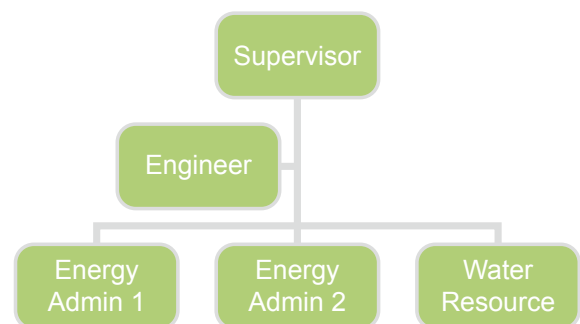 Supervisor
Engineer
Energy
Admin 1
Energy
Admin 2
Water
Resource